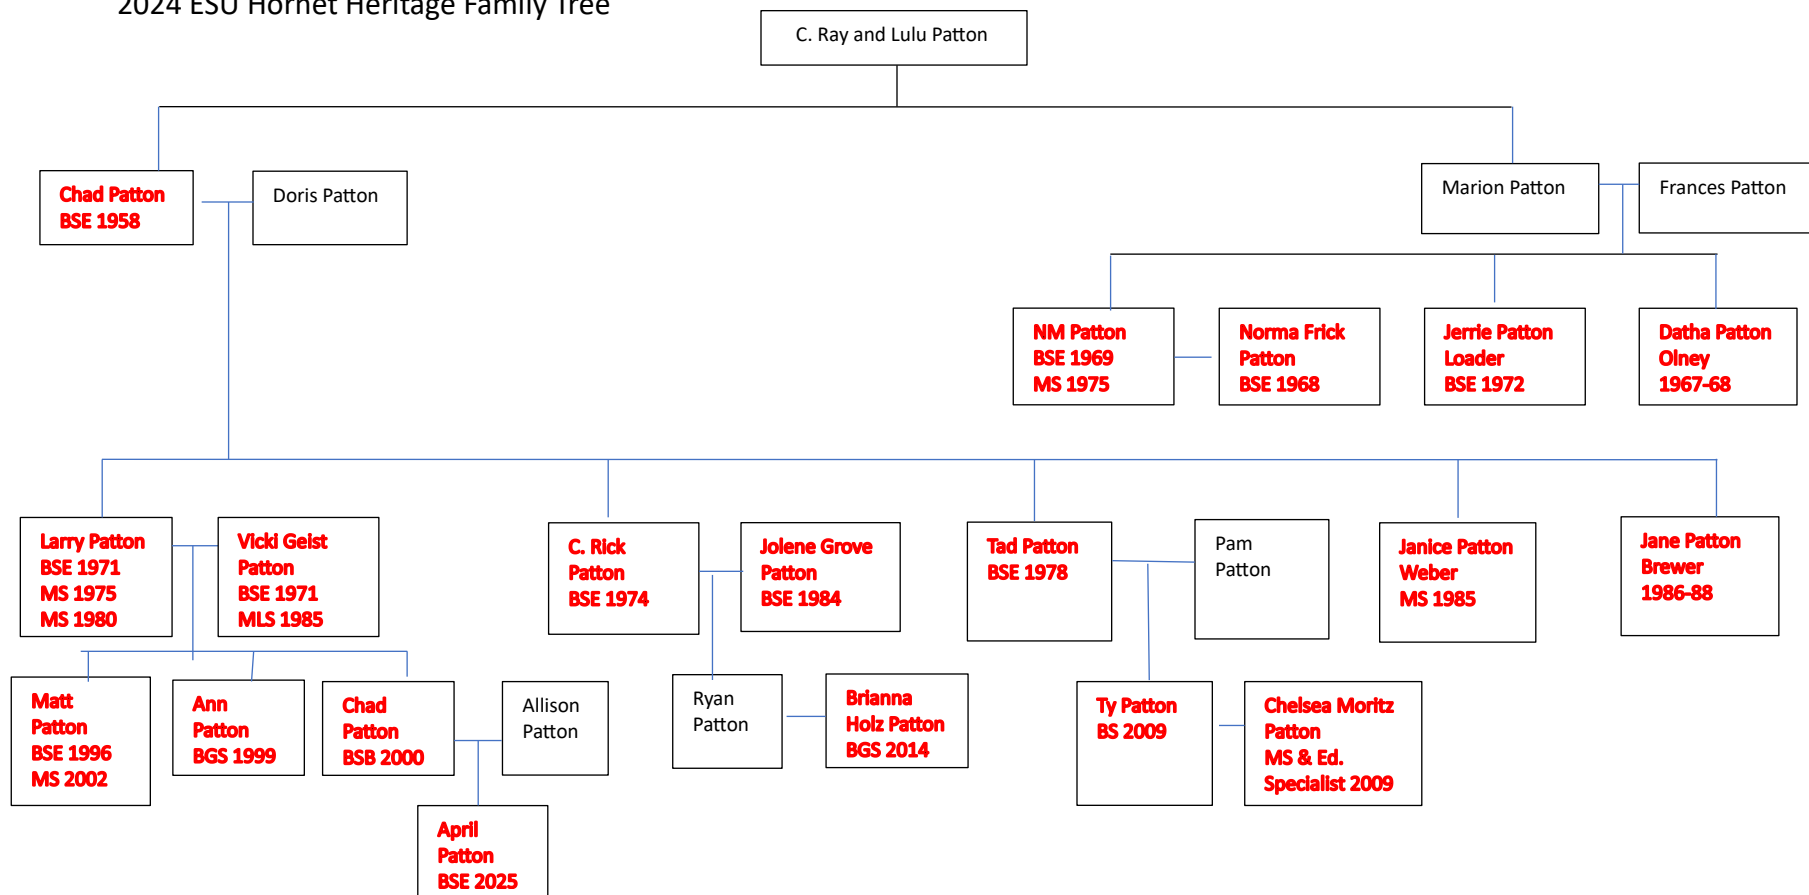 2024 ESU Hornet Heritage Family Tree
C. Ray and Lulu Patton
Chad Patton
BSE 1958
Doris Patton
Marion Patton
Frances Patton
NM Patton
BSE 1969
MS 1975
Norma Frick
Patton
BSE 1968
Jerrie Patton
Loader
BSE 1972
Datha Patton
Olney
1967-68
Larry Patton
BSE 1971
MS 1975
MS 1980
Vicki Geist
Patton
BSE 1971
MLS 1985
C. Rick
Patton
BSE 1974
Jolene Grove
Patton
BSE 1984
Tad Patton
BSE 1978
Pam
Patton
Janice Patton
Weber
MS 1985
Jane Patton
Brewer
1986-88
Matt
Patton
BSE 1996
MS 2002
Ann
Patton
BGS 1999
Chad
Patton
BSB 2000
Allison
Patton
Ryan
Patton
Brianna
Holz Patton
BGS 2014
Ty Patton
BS 2009
Chelsea Moritz
Patton
MS & Ed.
Specialist 2009
April
Patton
BSE 2025